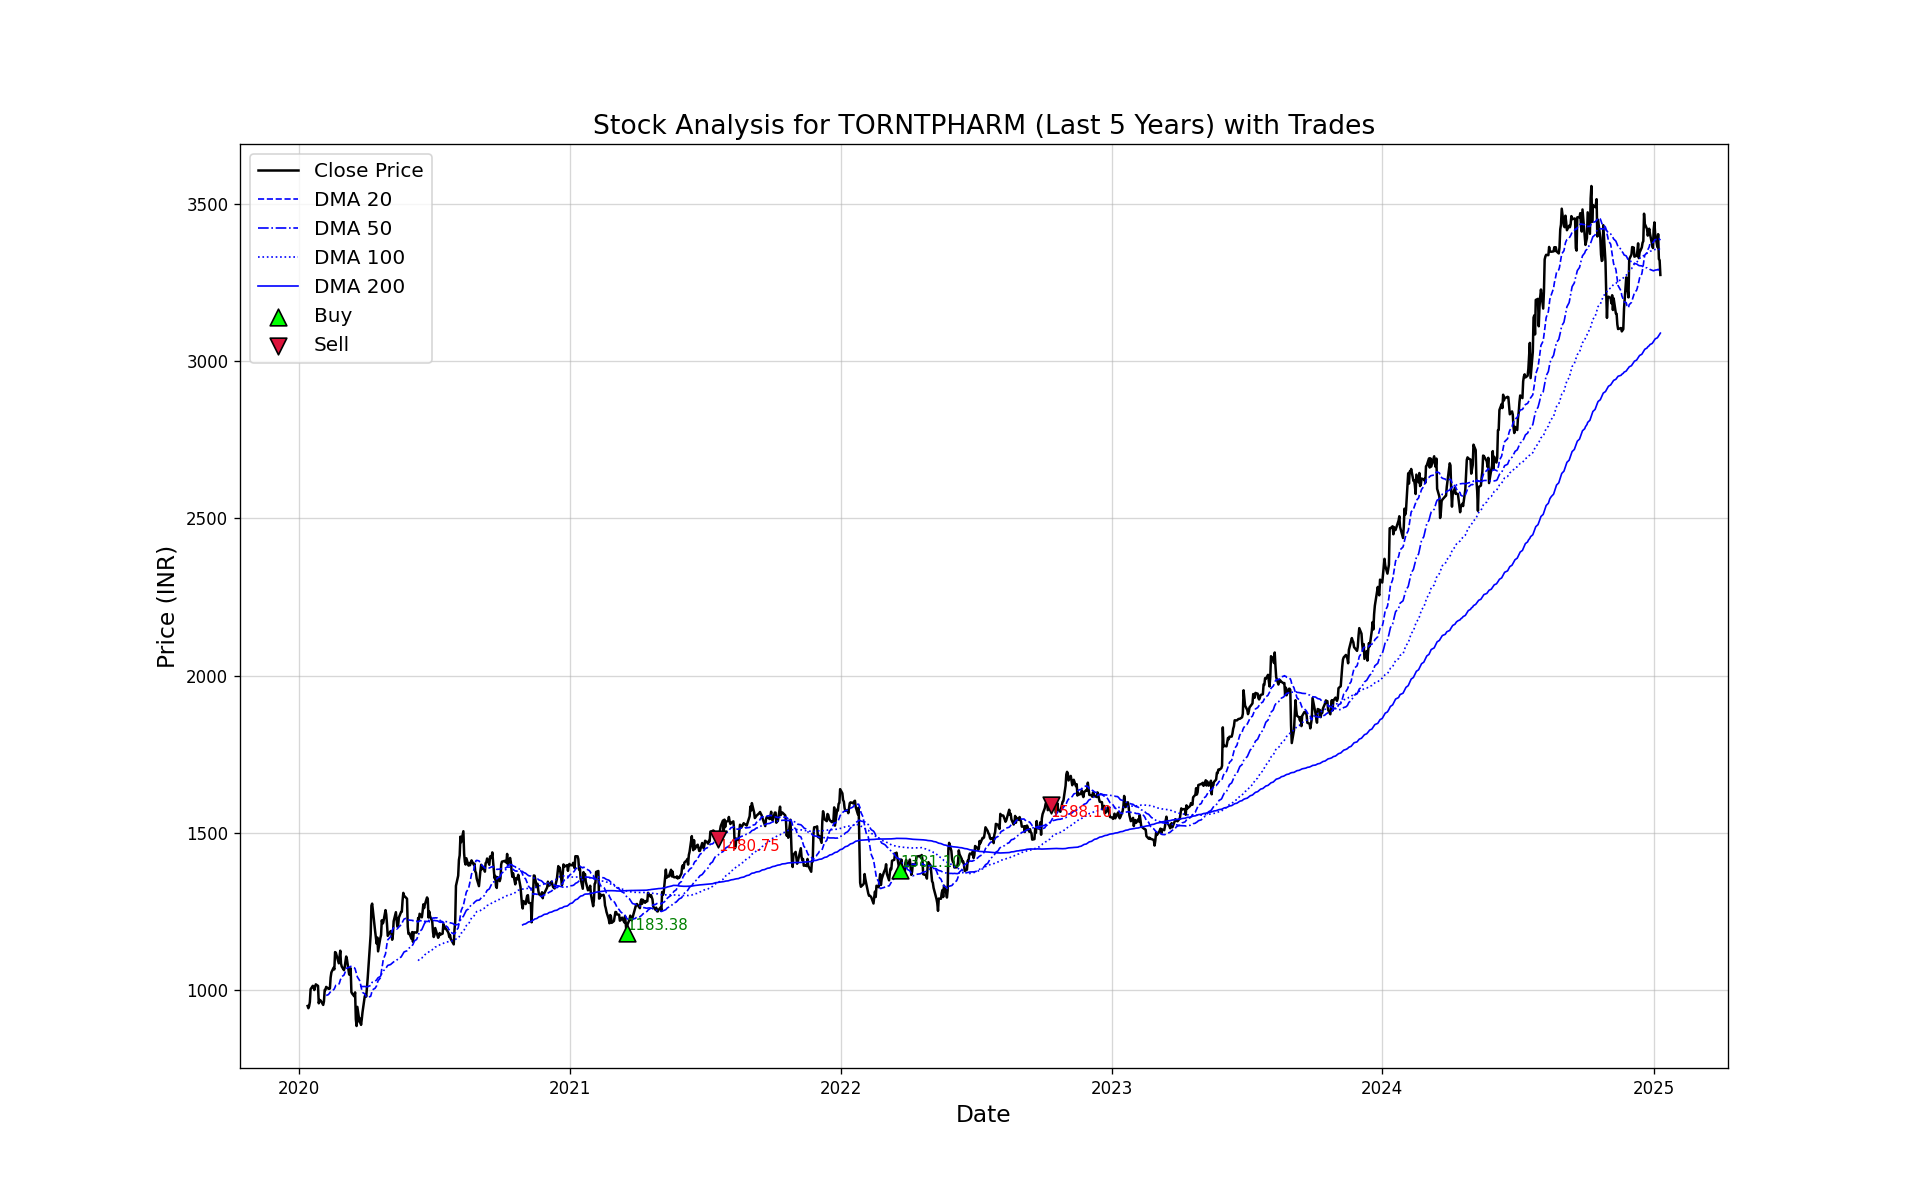 Stock Analysis for TORNTPHARM (Last 5 Years) with Trades
Close Price
DMA 20
DMA 50
DMA 100
DMA 200
Buy
Sell
3500
3000
2500
2000
1500
1000
Price (INR)
1480.75
1183.38
2020
2021
2022
2023
2024
2025
Date